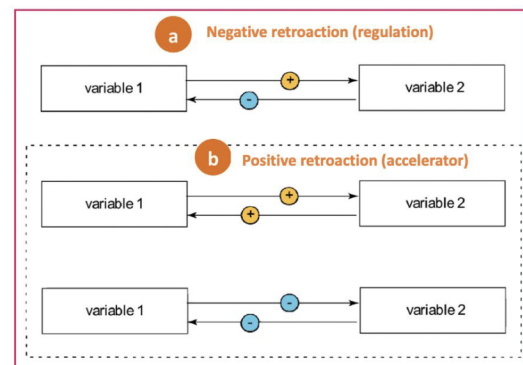 a Negative retroaction (regulation)
variable 1 + - variable 2
b Positive retroaction (accelerator)
variable 1 + + variable 2
variable 1 - - variable 2